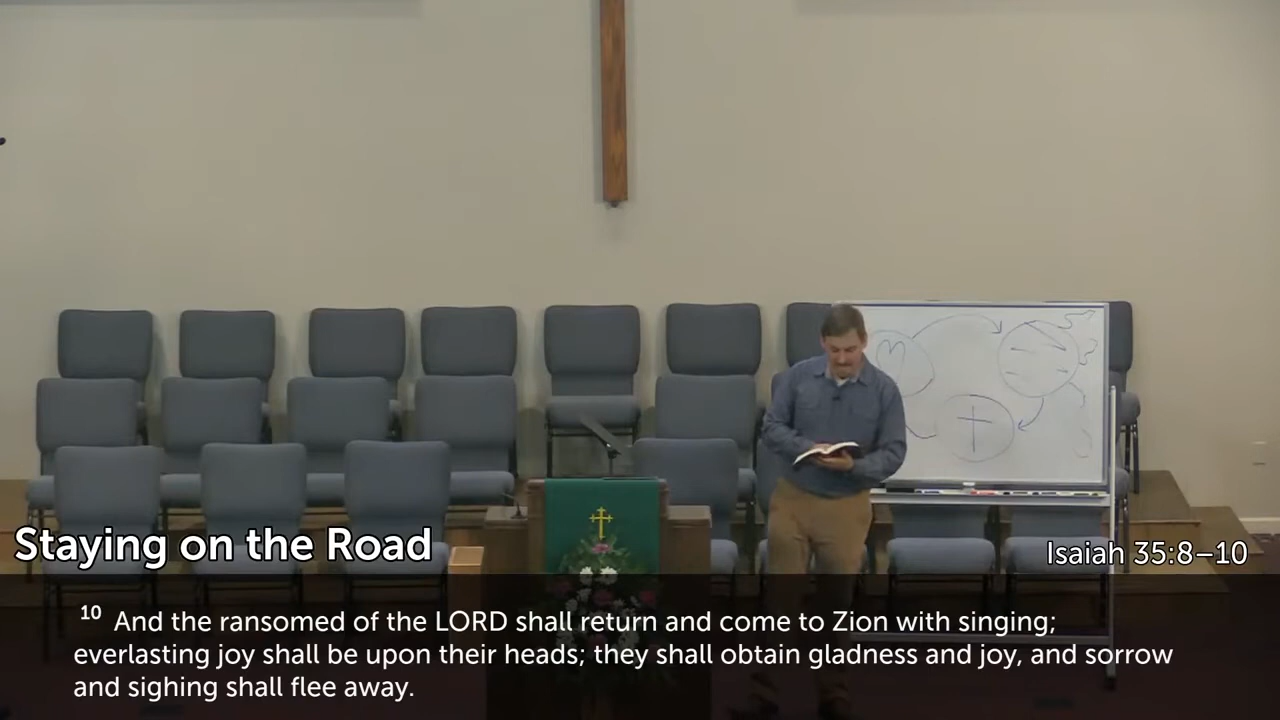 Staying on the Road
Isaiah 35:8–10
10 And the ransomed of the LORD shall return and come to Zion with singing;
everlasting joy shall be upon their heads; they shall obtain gladness and joy, and sorrow
and sighing shall flee away.